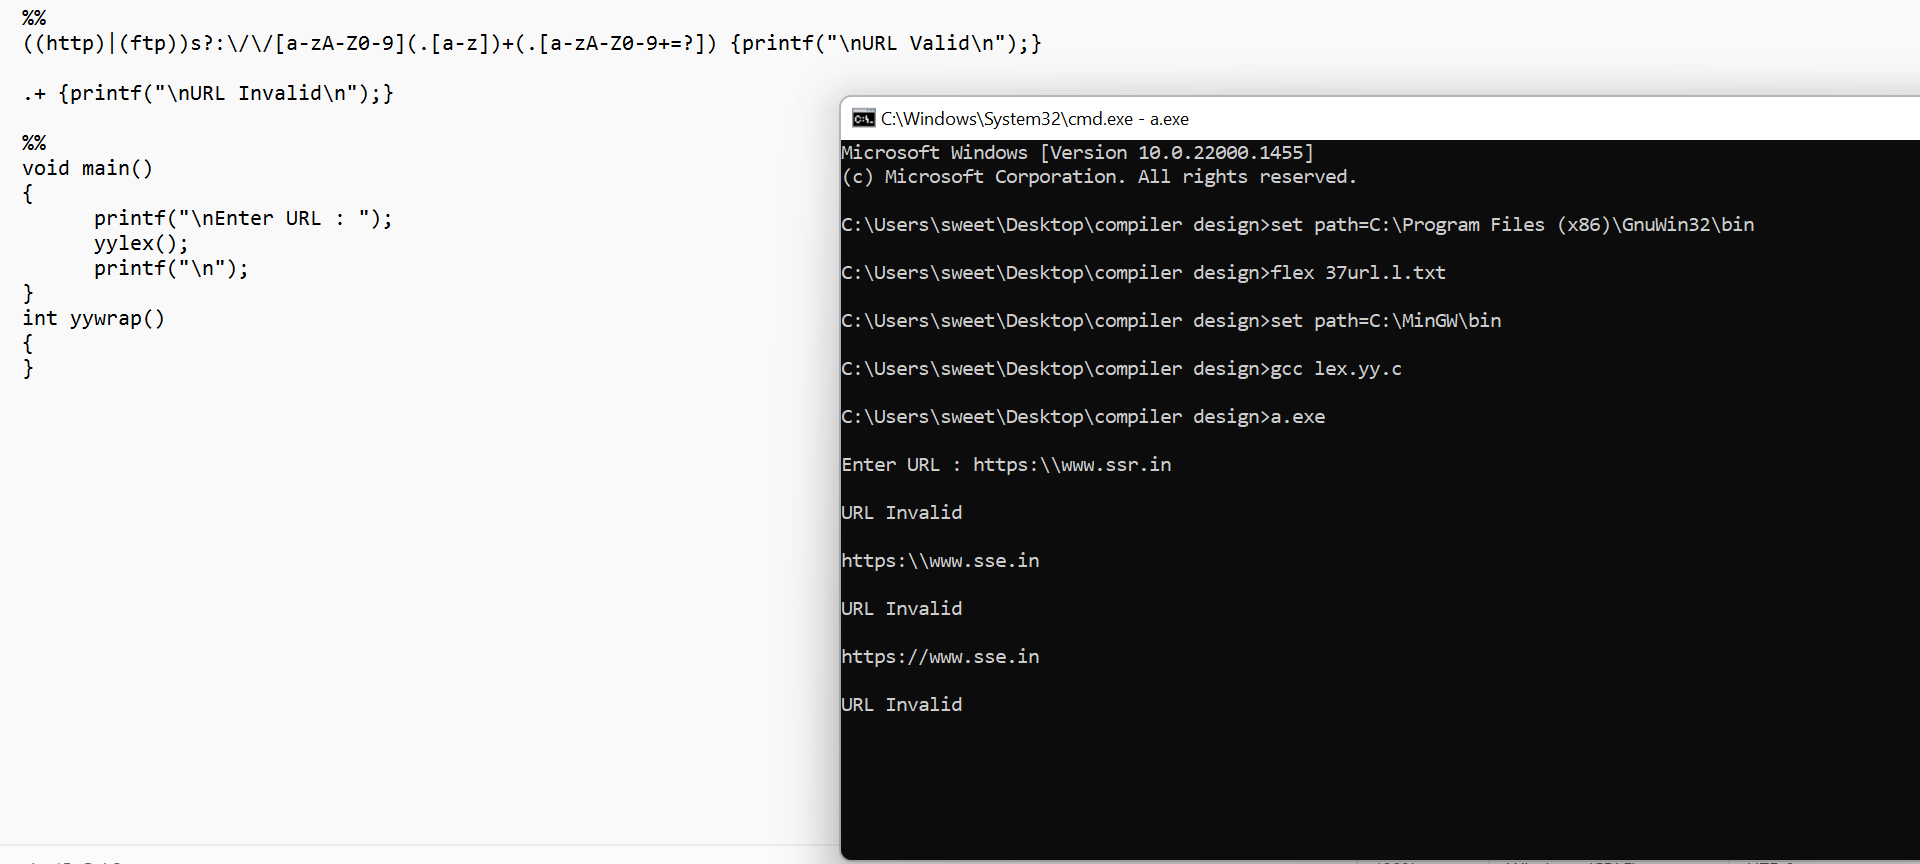 %%
((http)|(ftp))s?:\/\/[a-zA-Z0-9](.[a-z])+(.[a-zA-Z0-9+=?]) {printf("\nURL Valid\n");}
.+ {printf("\nURL Invalid\n");}
%%
void main()
{
printf("\nEnter URL : ");
yylex();
printf("\n");
}
int yywrap()
{
}
C:\Windows\System32\cmd.exe - a.exe
Microsoft Windows [Version 10.0.22000.1455]
(c) Microsoft Corporation. All rights reserved.
C:\Users\sweet\Desktop\compiler design>set path=C:\Program Files (x86)\GnuWin32\bin
C:\Users\sweet\Desktop\compiler design>flex 37url.l.txt
C:\Users\sweet\Desktop\compiler design>set path=C:\MinGW\bin
C:\Users\sweet\Desktop\compiler design>gcc lex.yy.c
C:\Users\sweet\Desktop\compiler design>a.exe
Enter URL : https:\\www.ssr.in
URL Invalid
https:\\www.sse.in
URL Invalid
https://www.sse.in
URL Invalid